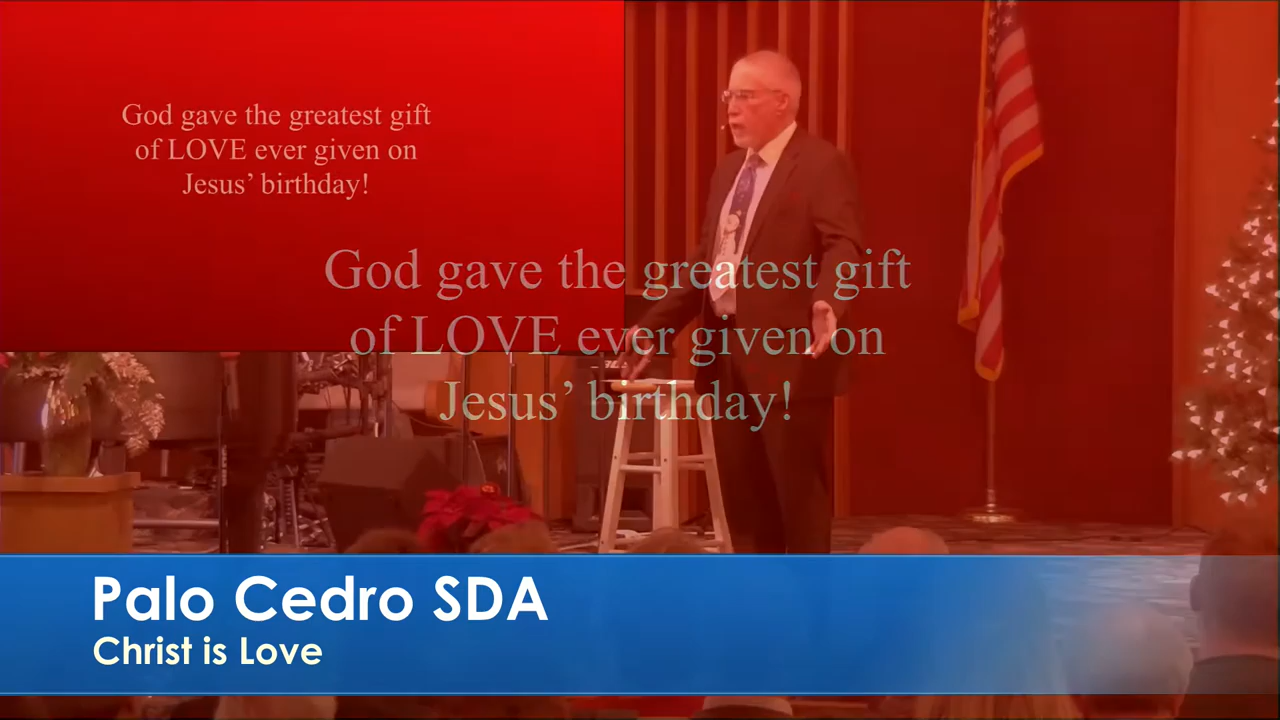 God gave the greatest gift
of LOVE ever given on
Jesus’ birthday!
God gave the greatest gift
of LOVE ever given on
Jesus’ birthday!
Palo Cedro SDA
Christ is Love